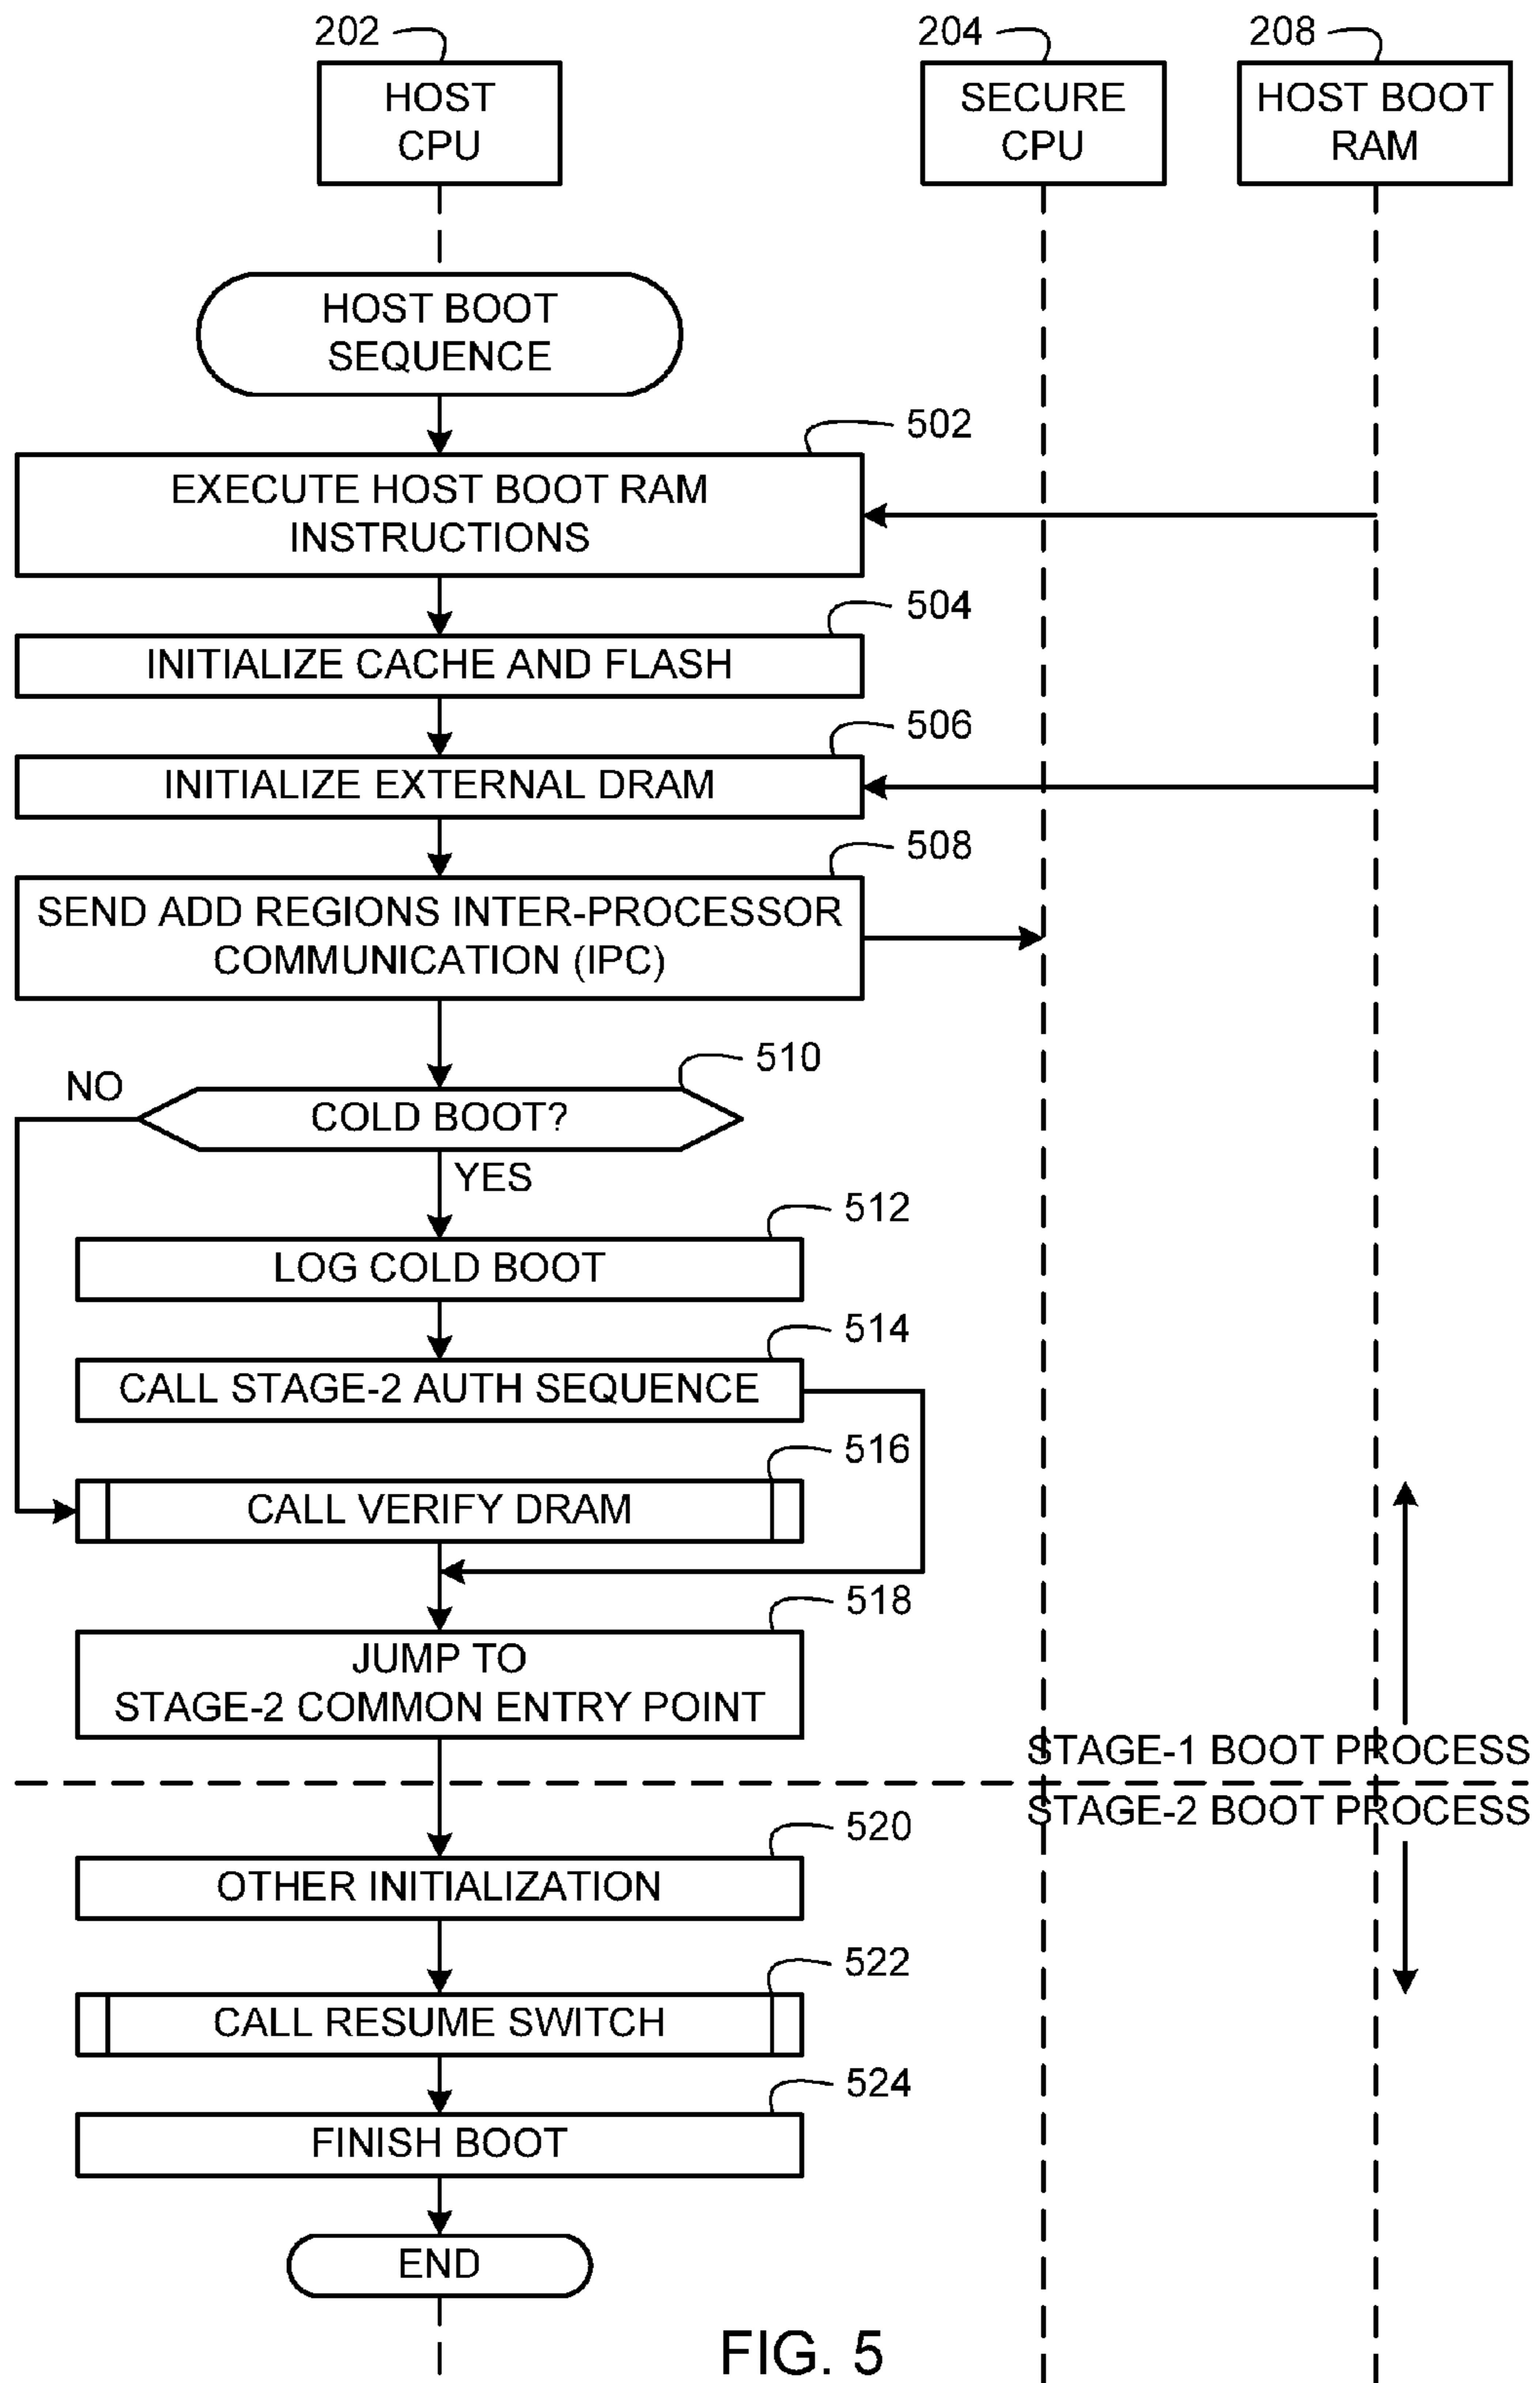 202
204
208
HOST
CPU
SECURE
CPU
HOST BOOT
RAM
HOST BOOT
SEQUENCE
502
EXECUTE HOST BOOT RAM
INSTRUCTIONS
504
INITIALIZE CACHE AND FLASH
506
INITIALIZE EXTERNAL DRAM
508
SEND ADD REGIONS INTER-PROCESSOR
COMMUNICATION (IPC)
510
NO
COLD BOOT?
YES
512
LOG COLD BOOT
514
CALL STAGE-2 AUTH SEQUENCE
516
CALL VERIFY DRAM
518
JUMP TO
STAGE-2 COMMON ENTRY POINT
STAGE-1 BOOT PROCESS
STAGE-2 BOOT PROCESS
520
OTHER INITIALIZATION
522
CALL RESUME SWITCH
524
FINISH BOOT
END
FIG. 5